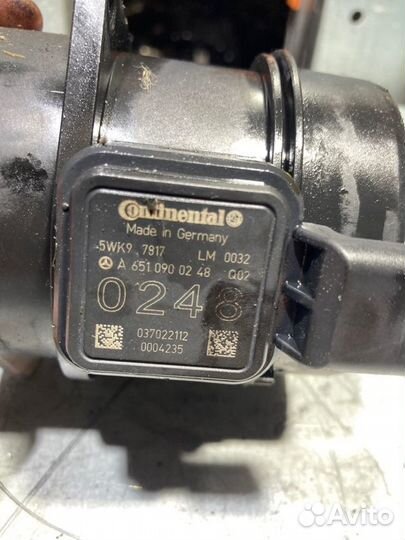 Continental
Made in Germany
5WK9 7817 LM 0032
A 651 090 02 48 Q02
0248
037022112
0004235
Avito